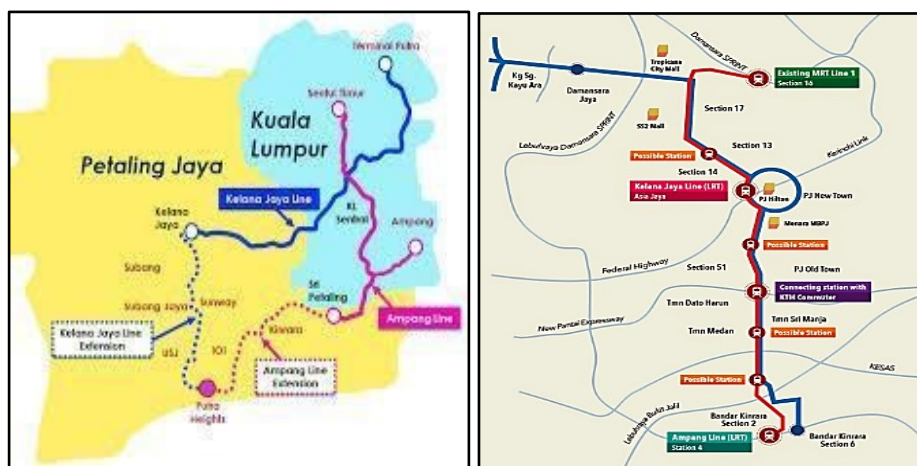 Terminal Putra
Sentul Timur
Kuala
Lumpur
Petaling Jaya
Kelana Jaya Line
KL
Sentral
Kelana
Jaya
Ampang
Subang
Sri
Petaling
Subang Jaya
Sunway
Kinrara
Ampang
Line
Kelana Jaya Line
Extension
USJ
IOI
Ampang Line
Extension
Putra
Heights
Damansara SPRINT
Tropicana
City Mall
Existing MRT Line 1
Section 16
Kg Sg.
Kayu Ara
Damansara
Jaya
Section 17
Lebuhraya Damansara SPRINT
SS2 Mall
Section 13
Kerinchi Link
Possible Station
Section 14
Kelana Jaya Line (LRT)
Asia Jaya
PJ Hilton
PJ New Town
Menara MBPJ
Possible Station
Federal Highway
Section 51
PJ Old Town
Connecting station with
KTM Commuter
Tmn Dato Harun
New Pantai Expressway
Tmn Sri Manja
Tmn Medan
Possible Station
KESAS
Possible Station
Lebuhraya Bukit Jalil
Bandar Kinrara
Section 2
Ampang Line (LRT)
Station 4
Bandar Kinrara
Section 6